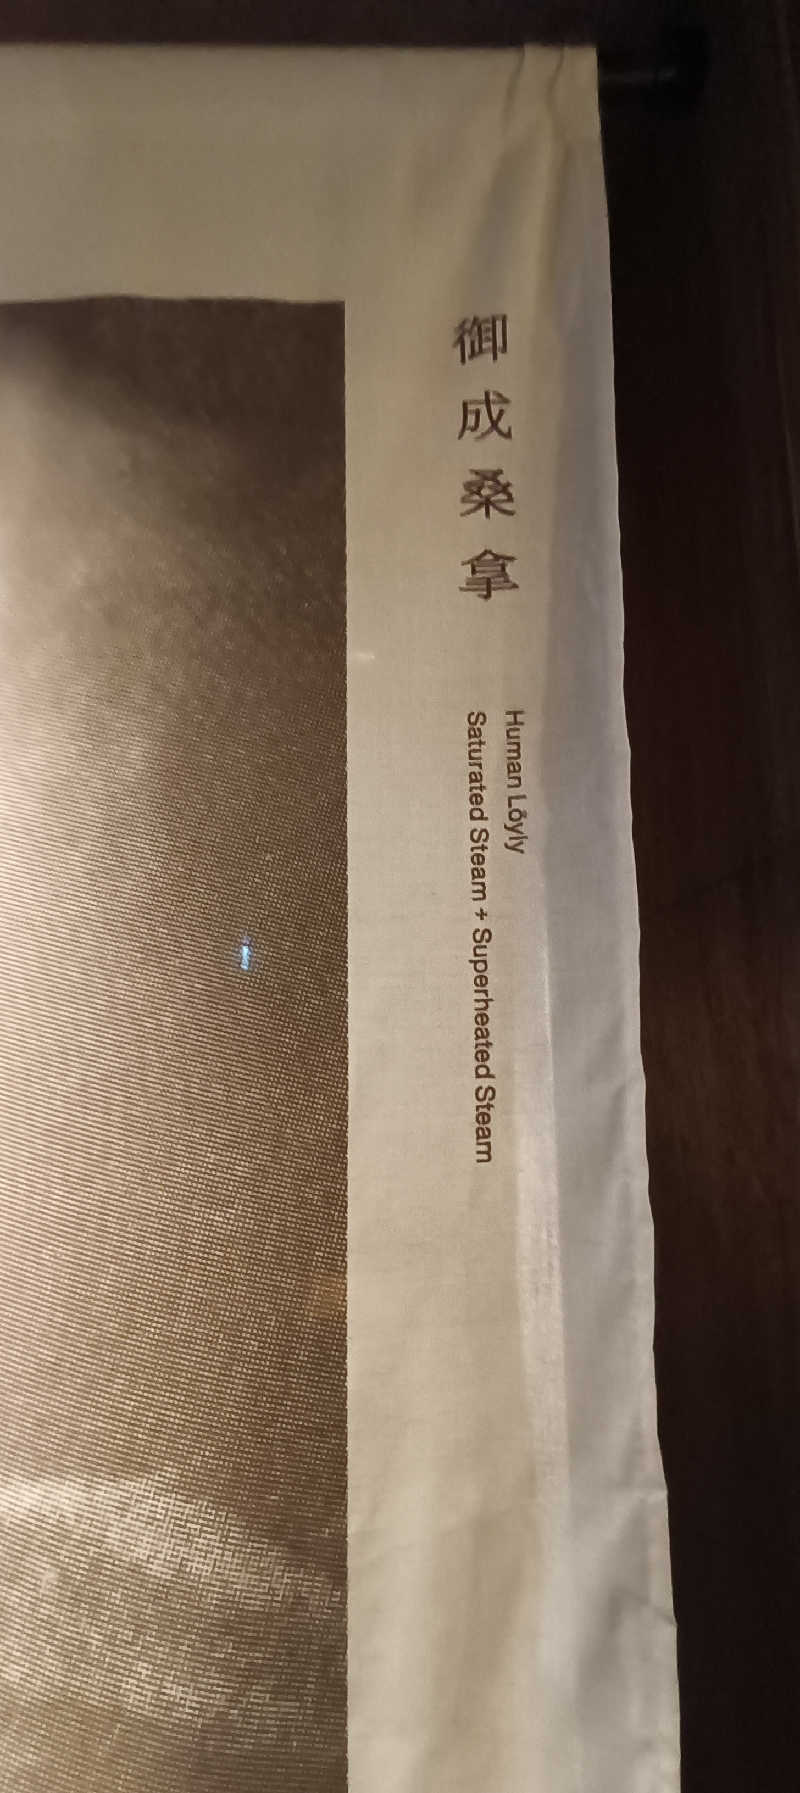 御成桑拿
Human Löyly
Saturated Steam + Superheated Steam